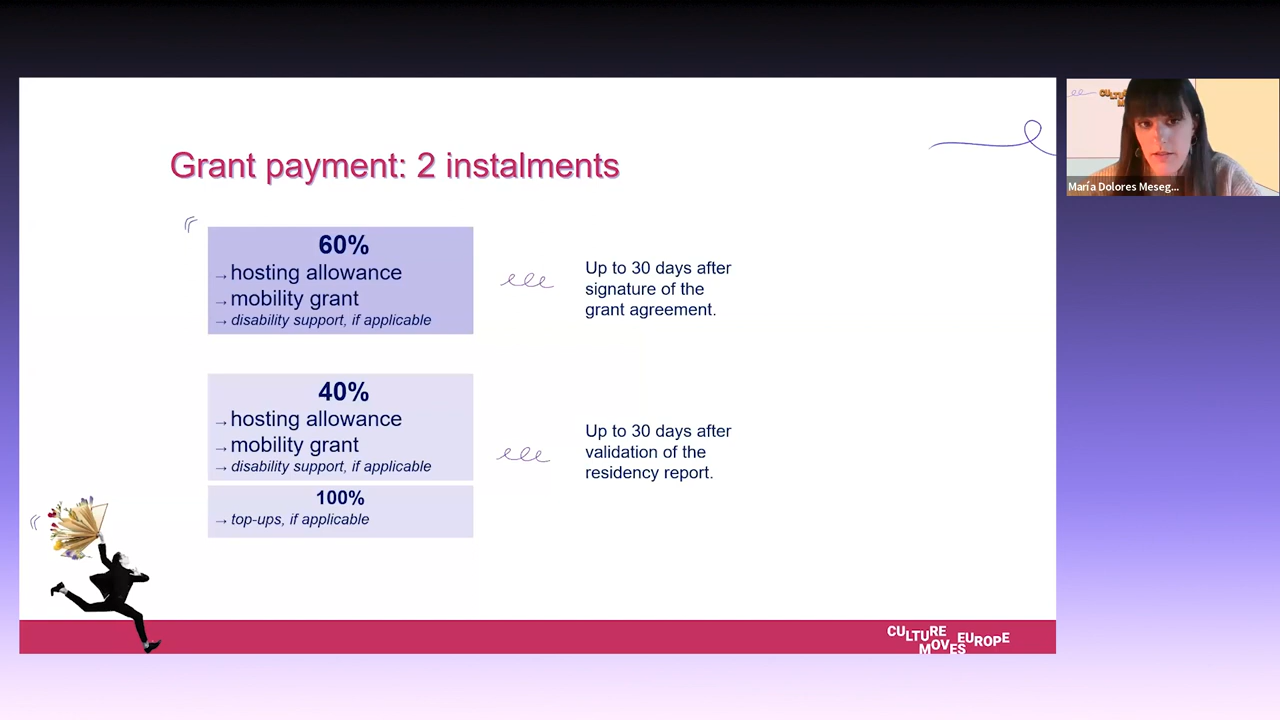 Grant payment: 2 instalments
60%
→ hosting allowance
→ mobility grant
→ disability support, if applicable
Up to 30 days after
signature of the
grant agreement.
40%
→ hosting allowance
→ mobility grant
→ disability support, if applicable
Up to 30 days after
validation of the
residency report.
100%
→ top-ups, if applicable
CULTURE
MOVES EUROPE
María Dolores Meseg...